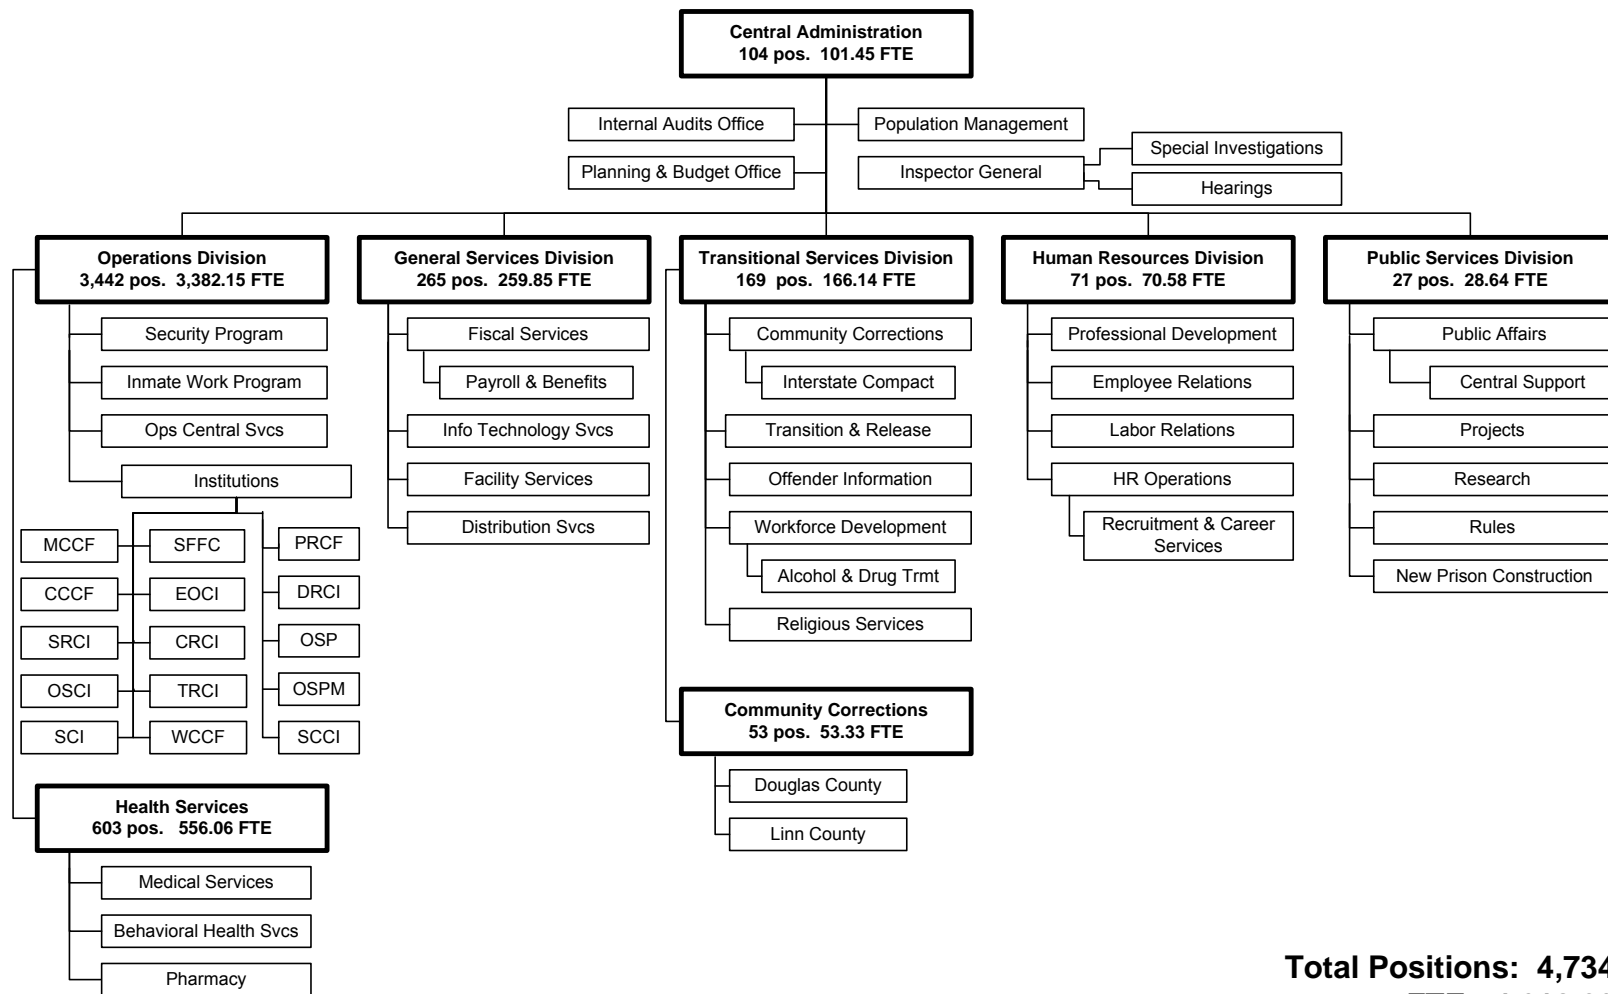 Central Administration
104 pos. 101.45 FTE
Internal Audits Office
Population Management
Planning & Budget Office
Inspector General
Special Investigations
Hearings
Operations Division
3,442 pos. 3,382.15 FTE
Security Program
Inmate Work Program
Ops Central Svcs
Institutions
MCCF
SFFC
PRCF
CCCF
EOCI
DRCI
SRCI
CRCI
OSP
OSCI
TRCI
OSPM
SCI
WCCF
SCCI
Health Services
603 pos. 556.06 FTE
Medical Services
Behavioral Health Svcs
Pharmacy
General Services Division
265 pos. 259.85 FTE
Fiscal Services
Payroll & Benefits
Info Technology Svcs
Facility Services
Distribution Svcs
Transitional Services Division
169 pos. 166.14 FTE
Community Corrections
Interstate Compact
Transition & Release
Offender Information
Workforce Development
Alcohol & Drug Trmt
Religious Services
Community Corrections
53 pos. 53.33 FTE
Douglas County
Linn County
Human Resources Division
71 pos. 70.58 FTE
Professional Development
Employee Relations
Labor Relations
HR Operations
Recruitment & Career
Services
Public Services Division
27 pos. 28.64 FTE
Public Affairs
Central Support
Projects
Research
Rules
New Prison Construction
Total Positions: 4,734